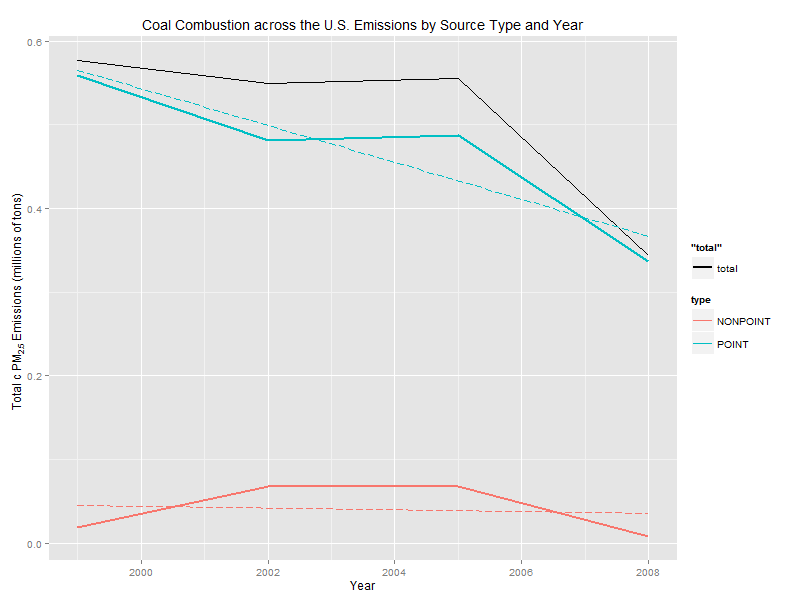 Coal Combustion across the U.S. Emissions by Source Type and Year
Total c PM2.5 Emissions (millions of tons)
0.6
0.4
0.2
0.0
2000
2002
2004
2006
2008
Year
"total"
total
type
NONPOINT
POINT